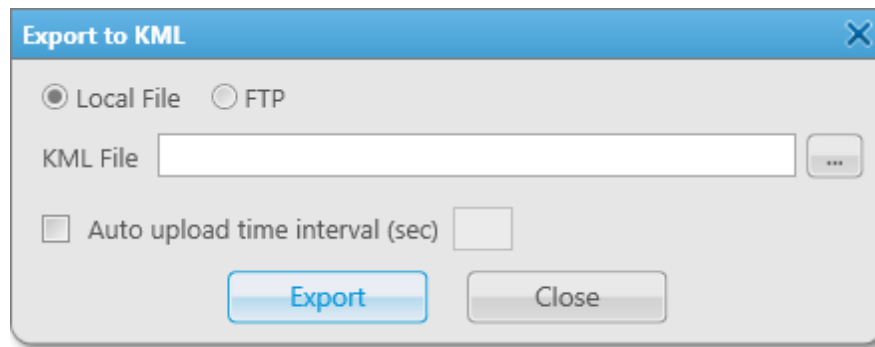 Export to KML
Local File FTP
KML File ...
Auto upload time interval (sec)
Export Close